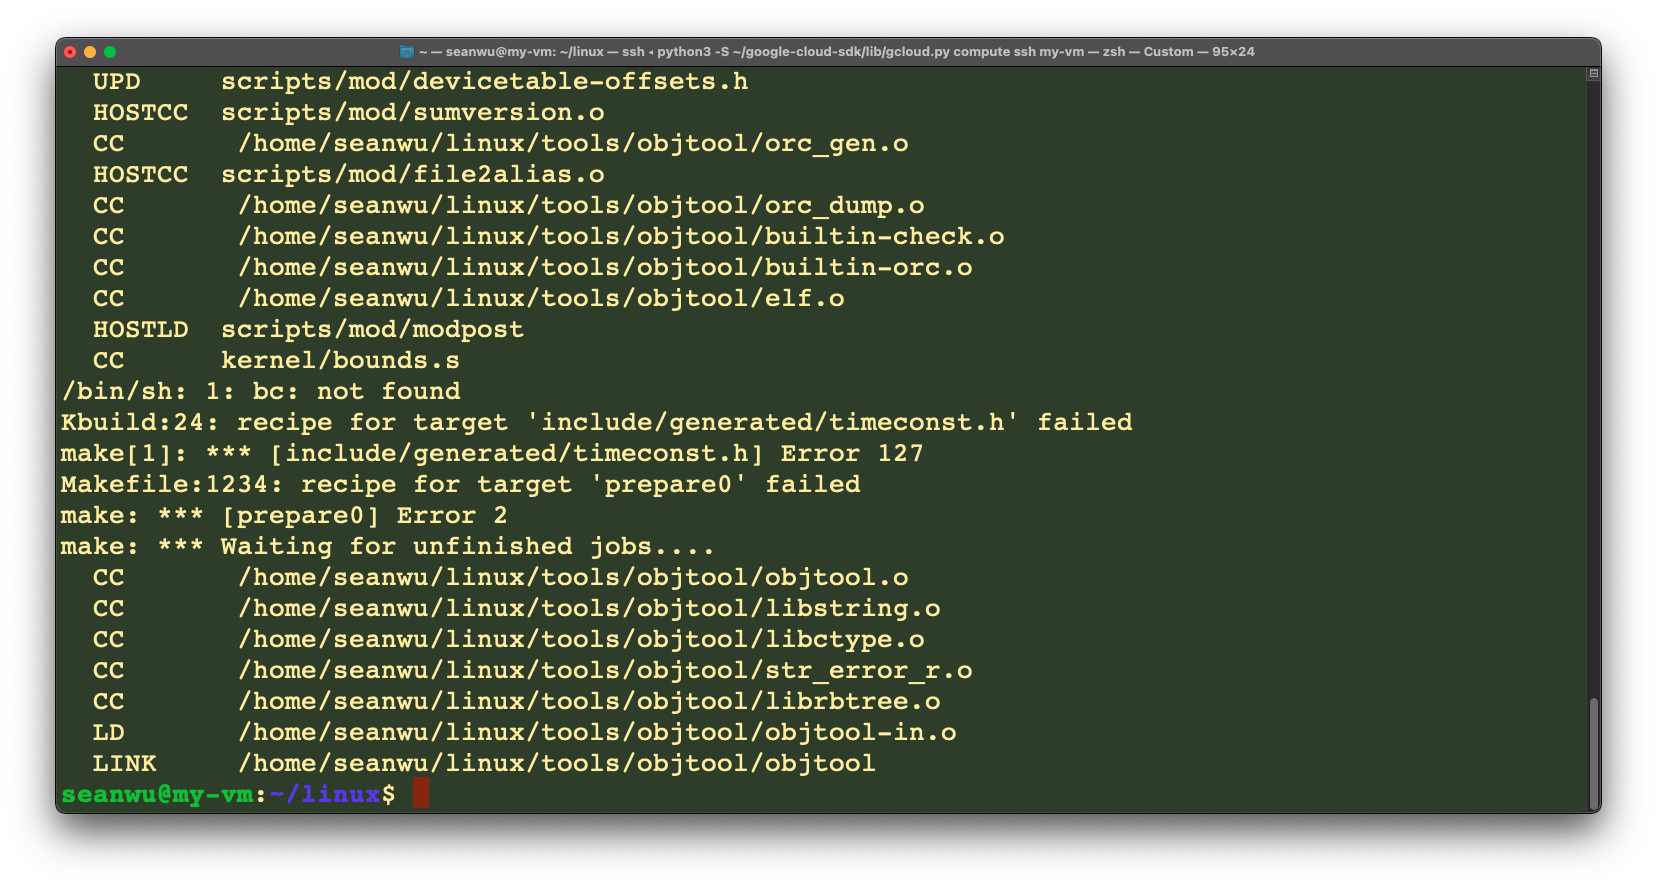 ~ — seanwu@my-vm: ~/linux — ssh ◂ python3 -S ~/google-cloud-sdk/lib/gcloud.py compute ssh my-vm — zsh — Custom — 95×24
  UPD     scripts/mod/devicetable-offsets.h
  HOSTCC  scripts/mod/sumversion.o
  CC       /home/seanwu/linux/tools/objtool/orc_gen.o
  HOSTCC  scripts/mod/file2alias.o
  CC       /home/seanwu/linux/tools/objtool/orc_dump.o
  CC       /home/seanwu/linux/tools/objtool/builtin-check.o
  CC       /home/seanwu/linux/tools/objtool/builtin-orc.o
  CC       /home/seanwu/linux/tools/objtool/elf.o
  HOSTLD  scripts/mod/modpost
  CC      kernel/bounds.s
/bin/sh: 1: bc: not found
Kbuild:24: recipe for target 'include/generated/timeconst.h' failed
make[1]: *** [include/generated/timeconst.h] Error 127
Makefile:1234: recipe for target 'prepare0' failed
make: *** [prepare0] Error 2
make: *** Waiting for unfinished jobs....
  CC       /home/seanwu/linux/tools/objtool/objtool.o
  CC       /home/seanwu/linux/tools/objtool/libstring.o
  CC       /home/seanwu/linux/tools/objtool/libctype.o
  CC       /home/seanwu/linux/tools/objtool/str_error_r.o
  CC       /home/seanwu/linux/tools/objtool/librbtree.o
  LD       /home/seanwu/linux/tools/objtool/objtool-in.o
  LINK     /home/seanwu/linux/tools/objtool/objtool
seanwu@my-vm:~/linux$